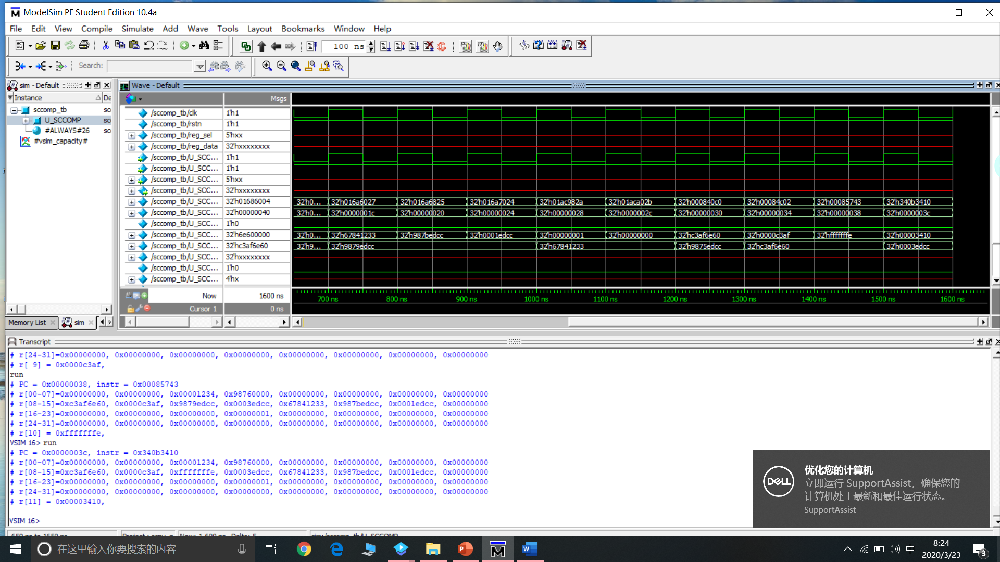 ModelSim PE Student Edition 10.4a
File Edit View Compile Simulate Add Wave Tools Layout Bookmarks Window Help
100 ns
Search:
sim - Default
Instance
De
sccomp_tb
scc
U_SCCOMP
scc
#ALWAYS#26
scc
#vsim_capacity#
Memory List
sim
Wave - Default
Msgs
/sccomp_tb/clk 1'h1
/sccomp_tb/rstn 1'h1
/sccomp_tb/reg_sel 5'hxx
/sccomp_tb/reg_data 32'hxxxxxxxx
/sccomp_tb/U_SCC... 1'h1
/sccomp_tb/U_SCC... 1'h1
/sccomp_tb/U_SCC... 5'hxx
/sccomp_tb/U_SCC... 32'hxxxxxxxx
/sccomp_tb/U_SCC... 32'h01686004 32'h0... 32'h016a6027 32'h016a6825 32'h016a7024 32'h01ac982a 32'h01aca02b 32'h000840c0 32'h00084c02 32'h00085743 32'h340b3410
/sccomp_tb/U_SCC... 32'h00000040 32'h0... 32'h0000001c 32'h00000020 32'h00000024 32'h00000028 32'h0000002c 32'h00000030 32'h00000034 32'h00000038 32'h0000003c
/sccomp_tb/U_SCC... 1'h0
/sccomp_tb/U_SCC... 32'h6e600000 32'h0... 32'h67841233 32'h987bedcc 32'h0001edcc 32'h00000001 32'h00000000 32'hc3af6e60 32'h0000c3af 32'hfffffffe 32'h00003410
/sccomp_tb/U_SCC... 32'hc3af6e60 32'h9... 32'h9879edcc 32'h67841233 32'h9875edcc 32'hc3af6e60 32'h0003edcc
/sccomp_tb/U_SCC... 32'hxxxxxxxx
/sccomp_tb/U_SCC... 1'h0
/sccomp_tb/U_SCC... 4'hx
Now 1600 ns
700 ns 800 ns 900 ns 1000 ns 1100 ns 1200 ns 1300 ns 1400 ns 1500 ns 1600 ns
Cursor 1 0 ns
Transcript
# r[24-31]=0x00000000, 0x00000000, 0x00000000, 0x00000000, 0x00000000, 0x00000000, 0x00000000, 0x00000000
# r[ 9] = 0x0000c3af,
run
# PC = 0x00000038, instr = 0x00085743
# r[00-07]=0x00000000, 0x00000000, 0x00001234, 0x98760000, 0x00000000, 0x00000000, 0x00000000, 0x00000000
# r[08-15]=0xc3af6e60, 0x0000c3af, 0x9879edcc, 0x0003edcc, 0x67841233, 0x987bedcc, 0x0001edcc, 0x00000000
# r[16-23]=0x00000000, 0x00000000, 0x00000000, 0x00000001, 0x00000000, 0x00000000, 0x00000000, 0x00000000
# r[24-31]=0x00000000, 0x00000000, 0x00000000, 0x00000000, 0x00000000, 0x00000000, 0x00000000, 0x00000000
# r[10] = 0xfffffffe,
VSIM 16> run
# PC = 0x0000003c, instr = 0x340b3410
# r[00-07]=0x00000000, 0x00000000, 0x00001234, 0x98760000, 0x00000000, 0x00000000, 0x00000000, 0x00000000
# r[08-15]=0xc3af6e60, 0x0000c3af, 0xfffffffe, 0x0003edcc, 0x67841233, 0x987bedcc, 0x0001edcc, 0x00000000
# r[16-23]=0x00000000, 0x00000000, 0x00000000, 0x00000001, 0x00000000, 0x00000000, 0x00000000, 0x00000000
# r[24-31]=0x00000000, 0x00000000, 0x00000000, 0x00000000, 0x00000000, 0x00000000, 0x00000000, 0x00000000
# r[11] = 0x00003410,
VSIM 16>
DELL
优化您的计算机
立即运行 SupportAssist，确保您的
计算机处于最新和最佳运行状态。
SupportAssist
在这里输入你要搜索的内容
中
8:24
2020/3/23
3